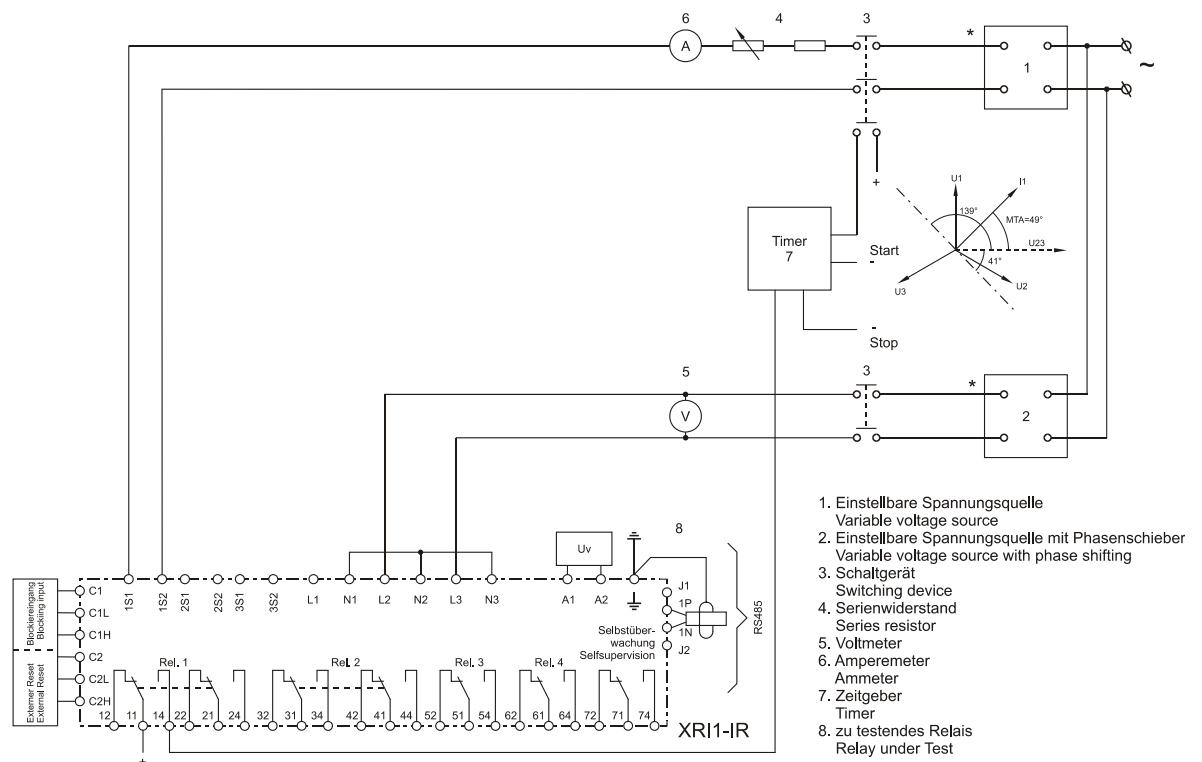 6 4 3
A
*
1
~
+
U1 I1
139° MTA=49°
U23
41°
U3 U2
Timer
7
Start
-
Stop
-
5 3
V
*
2
1. Einstellbare Spannungsquelle
Variable voltage source
2. Einstellbare Spannungsquelle mit Phasenschieber
Variable voltage source with phase shifting
3. Schaltgerät
Switching device
4. Serienwiderstand
Series resistor
5. Voltmeter
6. Amperemeter
Ammeter
7. Zeitgeber
Timer
8. zu testendes Relais
Relay under Test
8
Uv
RS485
1S1 1S2 2S1 2S2 3S1 3S2 L1 N1 L2 N2 L3 N3 A1 A2
J1
1P
1N
J2
Selbstüber-
wachung
Selfsupervision
Blockiereingang
Blocking input
C1
C1L
C1H
Externer Reset
External Reset
C2
C2L
C2H
Rel. 1 Rel. 2 Rel. 3 Rel. 4
12 11 14 22 21 24 32 31 34 42 41 44 52 51 54 62 61 64 72 71 74
XRI1-IR
+